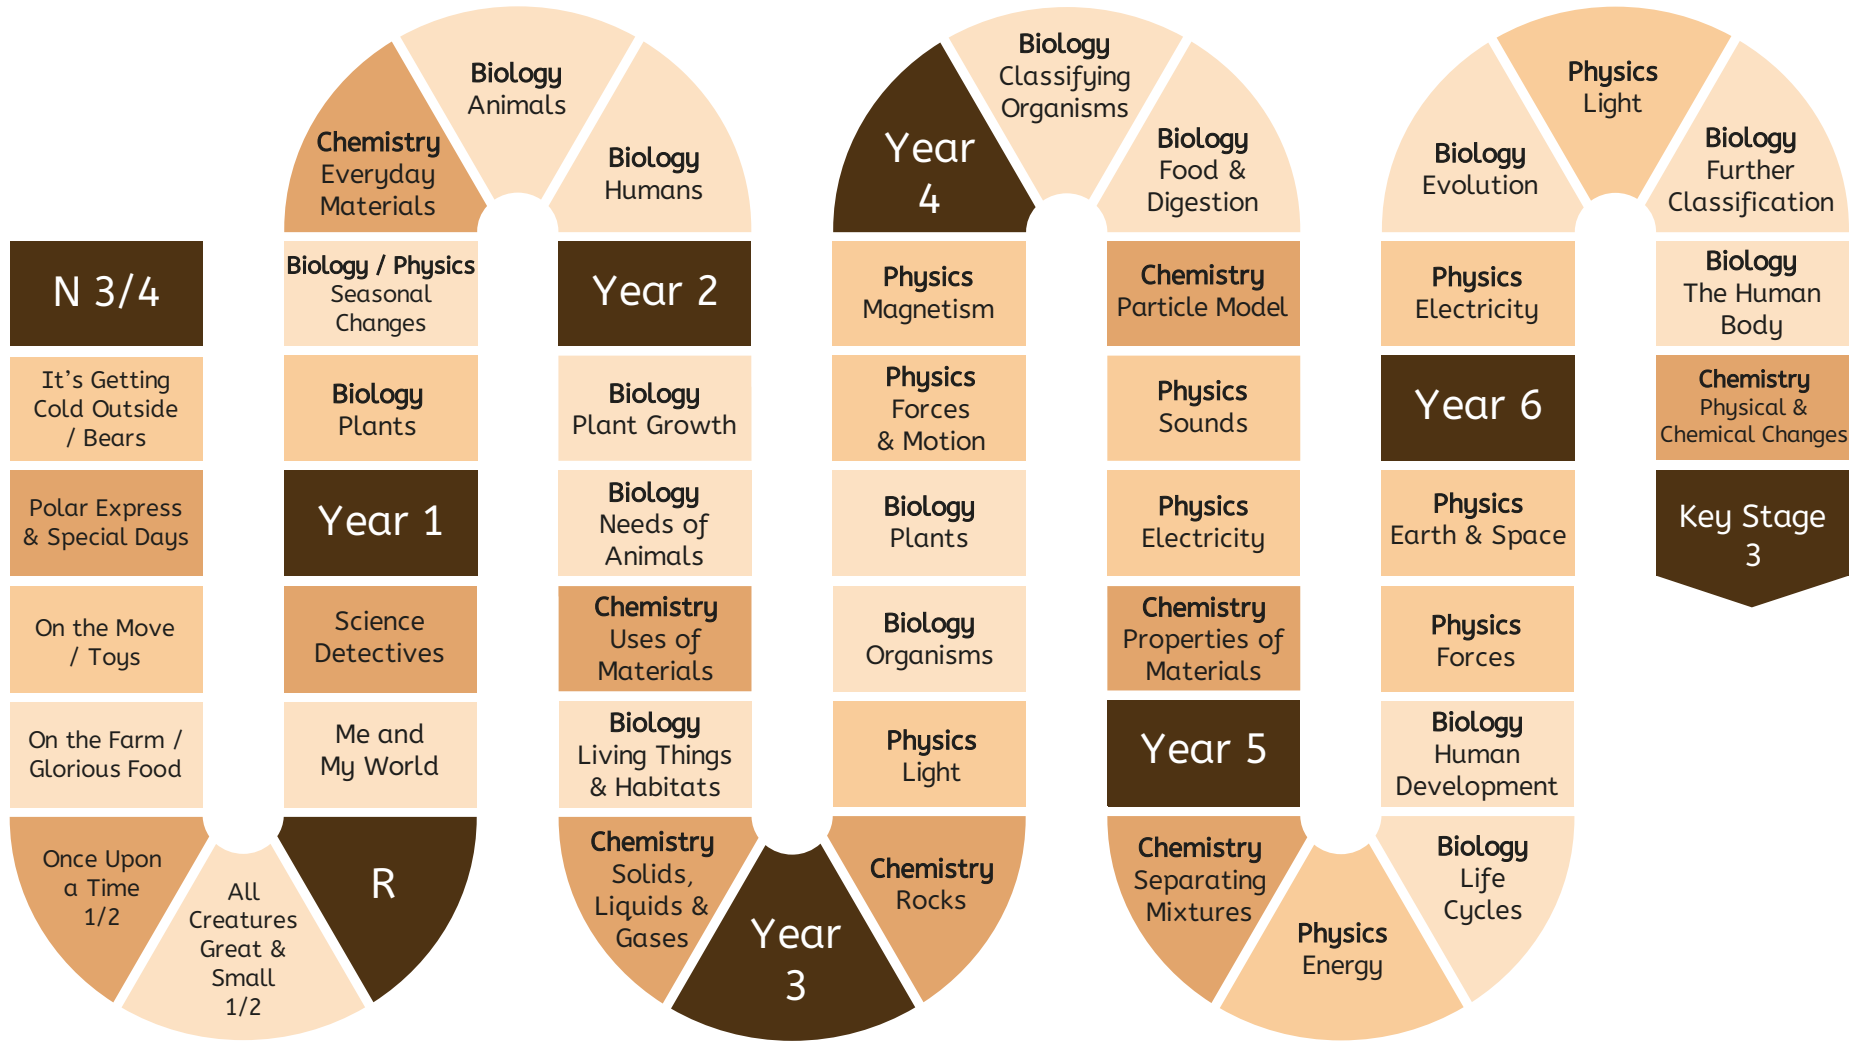 N 3/4
It's Getting
Cold Outside
/ Bears
Polar Express
& Special Days
On the Move
/ Toys
On the Farm /
Glorious Food
Once Upon
a Time
1/2
All
Creatures
Great &
Small
1/2
R
Me and
My World
Science
Detectives
Year 1
Biology
Plants
Biology / Physics
Seasonal
Changes
Chemistry
Everyday
Materials
Biology
Animals
Biology
Humans
Year 2
Biology
Plant Growth
Biology
Needs of
Animals
Chemistry
Uses of
Materials
Biology
Living Things
& Habitats
Chemistry
Solids,
Liquids &
Gases
Year
3
Chemistry
Rocks
Physics
Light
Biology
Organisms
Biology
Plants
Physics
Forces
& Motion
Physics
Magnetism
Year
4
Biology
Classifying
Organisms
Biology
Food &
Digestion
Chemistry
Particle Model
Physics
Sounds
Physics
Electricity
Chemistry
Properties of
Materials
Year 5
Chemistry
Separating
Mixtures
Physics
Energy
Biology
Life
Cycles
Biology
Human
Development
Physics
Forces
Physics
Earth & Space
Year 6
Physics
Electricity
Biology
Evolution
Physics
Light
Biology
Further
Classification
Biology
The Human
Body
Chemistry
Physical &
Chemical Changes
Key Stage
3